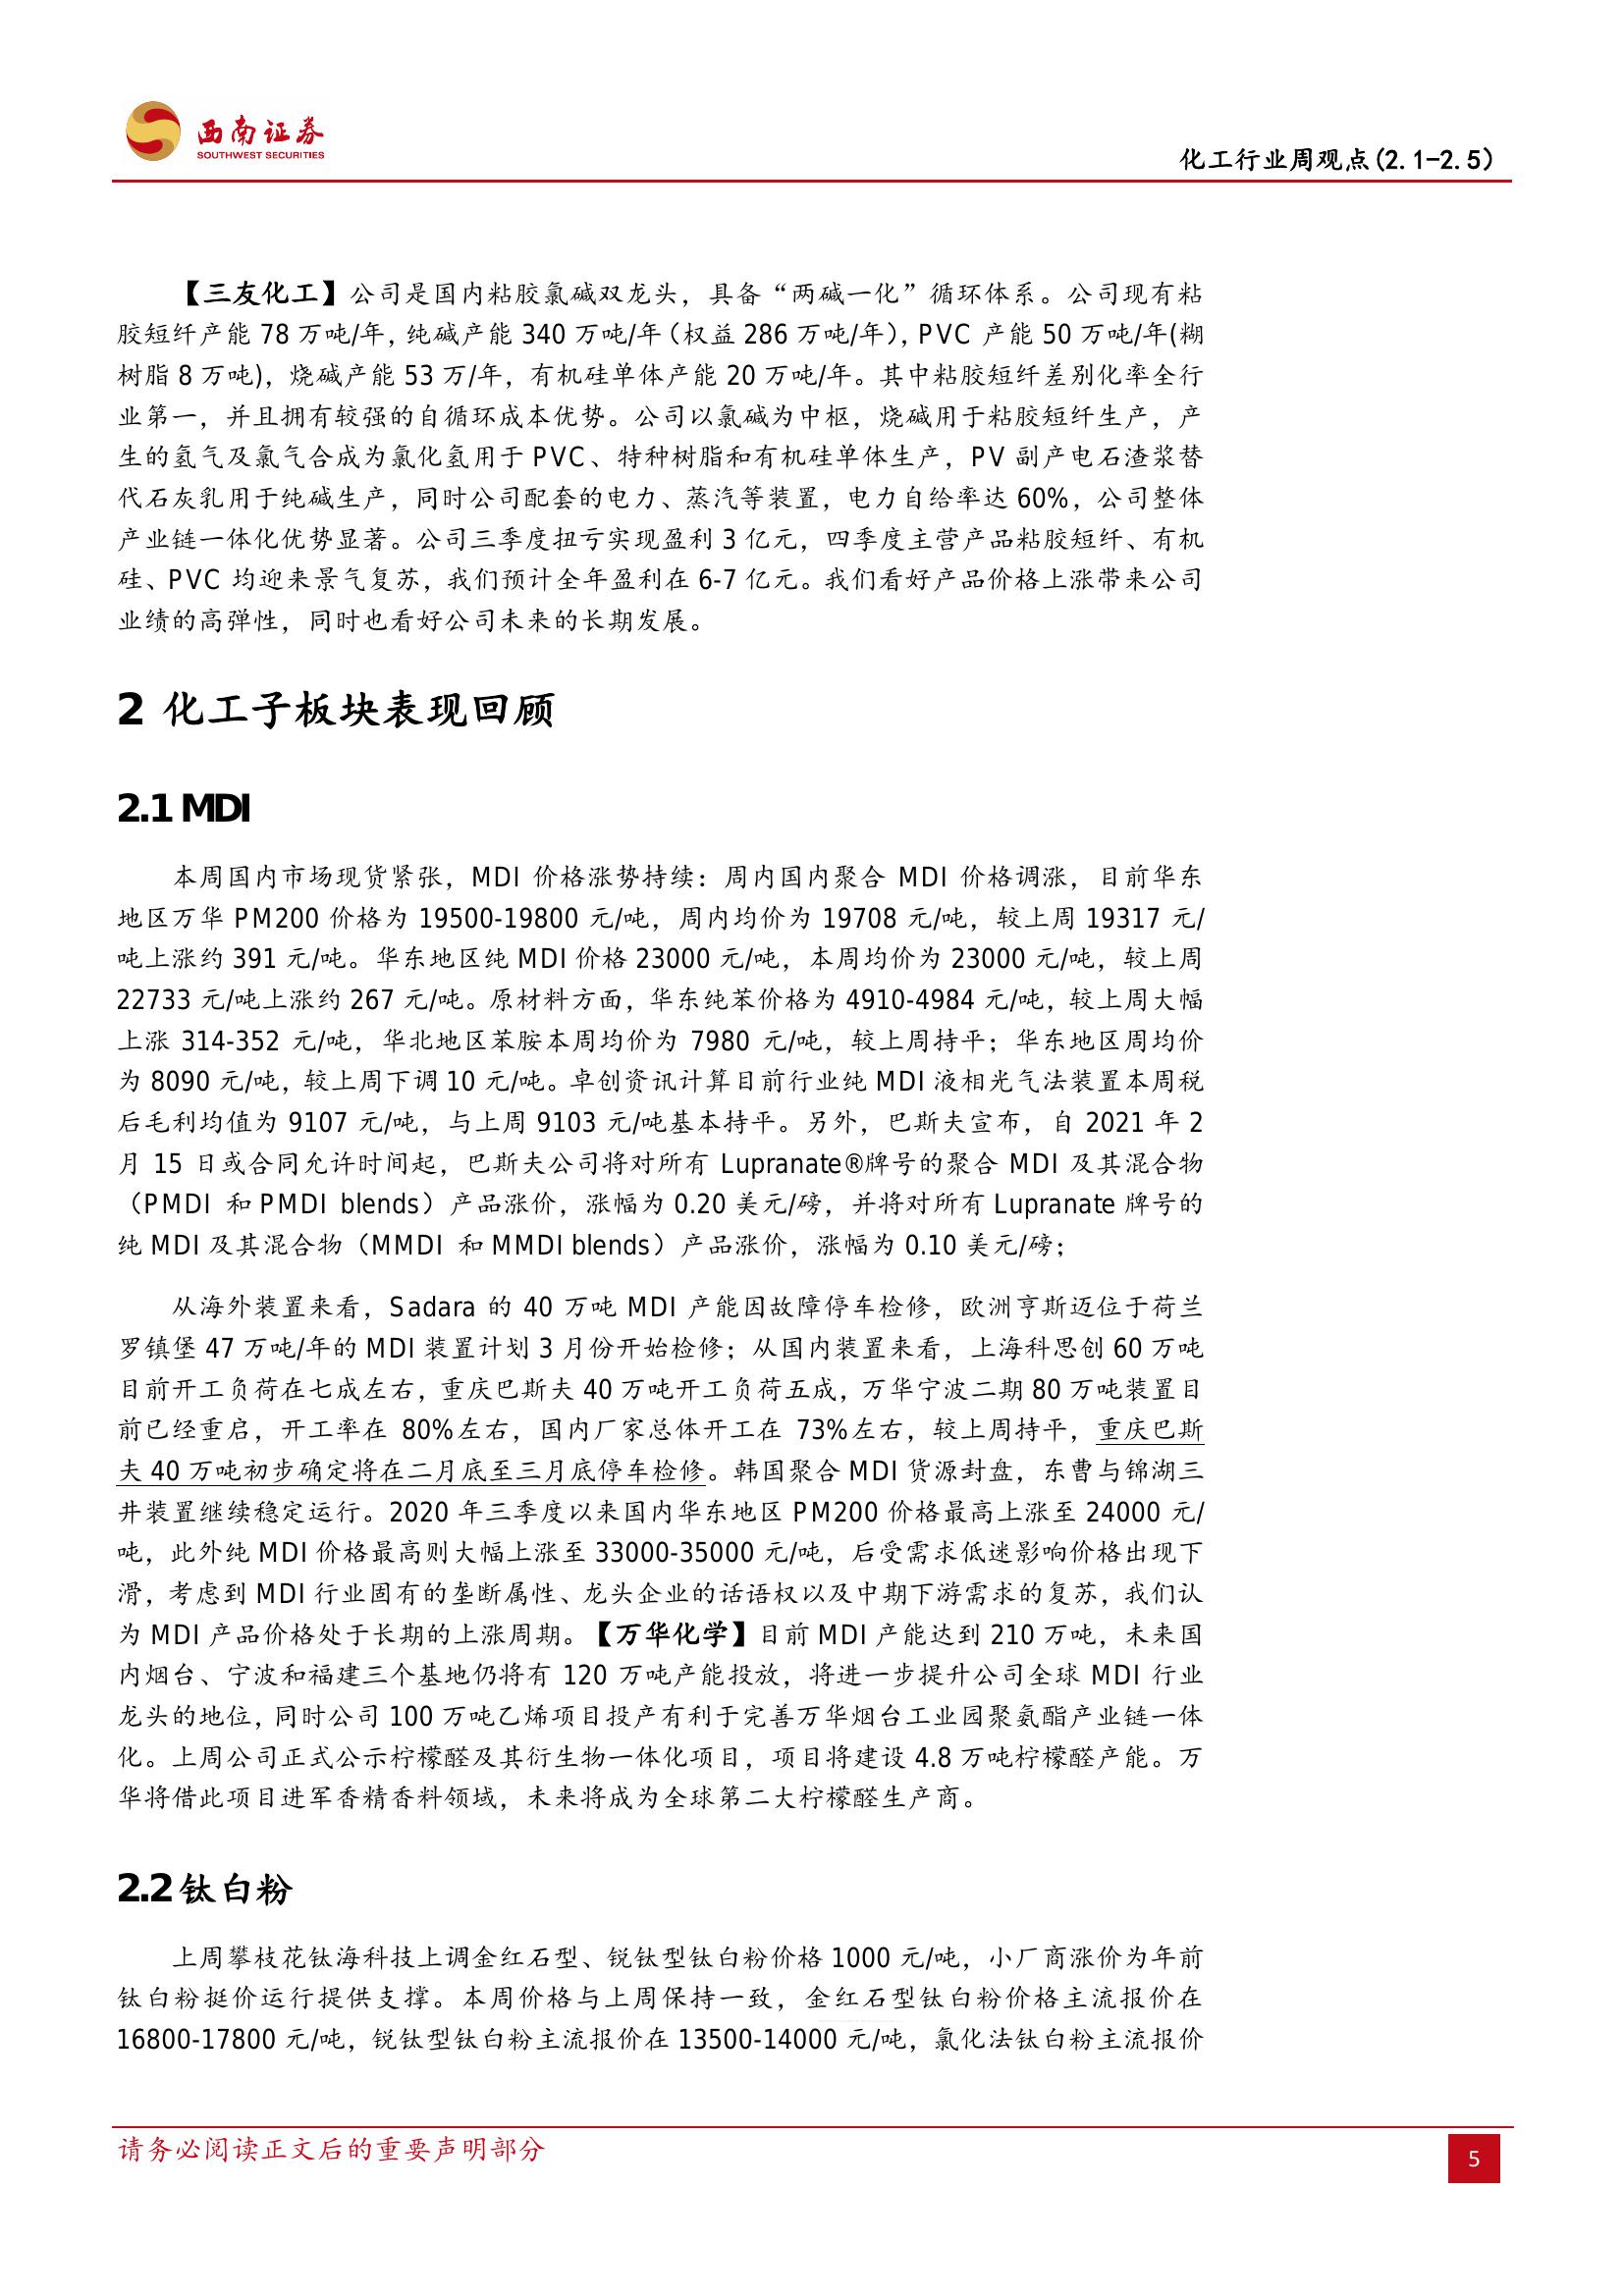 西南证券
SOUTHWEST SECURITIES
化工行业周观点(2.1-2.5)
【三友化工】公司是国内粘胶氯碱双龙头，具备“两碱一化”循环体系。公司现有粘
胶短纤产能 78 万吨/年，纯碱产能 340 万吨/年（权益 286 万吨/年），PVC 产能 50 万吨/年(糊
树脂 8 万吨)，烧碱产能 53 万/年，有机硅单体产能 20 万吨/年。其中粘胶短纤差别化率全行
业第一，并且拥有较强的自循环成本优势。公司以氯碱为中枢，烧碱用于粘胶短纤生产，产
生的氢气及氯气合成为氯化氢用于 PVC、特种树脂和有机硅单体生产，PV 副产电石渣浆替
代石灰乳用于纯碱生产，同时公司配套的电力、蒸汽等装置，电力自给率达 60%，公司整体
产业链一体化优势显著。公司三季度扭亏实现盈利 3 亿元，四季度主营产品粘胶短纤、有机
硅、PVC 均迎来景气复苏，我们预计全年盈利在 6-7 亿元。我们看好产品价格上涨带来公司
业绩的高弹性，同时也看好公司未来的长期发展。
2 化工子板块表现回顾
2.1 MDI
本周国内市场现货紧张，MDI 价格涨势持续：周内国内聚合 MDI 价格调涨，目前华东
地区万华 PM200 价格为 19500-19800 元/吨，周内均价为 19708 元/吨，较上周 19317 元/
吨上涨约 391 元/吨。华东地区纯 MDI 价格 23000 元/吨，本周均价为 23000 元/吨，较上周
22733 元/吨上涨约 267 元/吨。原材料方面，华东纯苯价格为 4910-4984 元/吨，较上周大幅
上涨 314-352 元/吨，华北地区苯胺本周均价为 7980 元/吨，较上周持平；华东地区周均价
为 8090 元/吨，较上周下调 10 元/吨。卓创资讯计算目前行业纯 MDI 液相光气法装置本周税
后毛利均值为 9107 元/吨，与上周 9103 元/吨基本持平。另外，巴斯夫宣布，自 2021 年 2
月 15 日或合同允许时间起，巴斯夫公司将对所有 Lupranate®牌号的聚合 MDI 及其混合物
（PMDI 和 PMDI blends）产品涨价，涨幅为 0.20 美元/磅，并将对所有 Lupranate 牌号的
纯 MDI 及其混合物（MMDI 和 MMDI blends）产品涨价，涨幅为 0.10 美元/磅；
从海外装置来看，Sadara 的 40 万吨 MDI 产能因故障停车检修，欧洲亨斯迈位于荷兰
罗镇堡 47 万吨/年的 MDI 装置计划 3 月份开始检修；从国内装置来看，上海科思创 60 万吨
目前开工负荷在七成左右，重庆巴斯夫 40 万吨开工负荷五成，万华宁波二期 80 万吨装置目
前已经重启，开工率在 80%左右，国内厂家总体开工在 73%左右，较上周持平，重庆巴斯
夫 40 万吨初步确定将在二月底至三月底停车检修。韩国聚合 MDI 货源封盘，东曹与锦湖三
井装置继续稳定运行。2020 年三季度以来国内华东地区 PM200 价格最高上涨至 24000 元/
吨，此外纯 MDI 价格最高则大幅上涨至 33000-35000 元/吨，后受需求低迷影响价格出现下
滑，考虑到 MDI 行业固有的垄断属性、龙头企业的话语权以及中期下游需求的复苏，我们认
为 MDI 产品价格处于长期的上涨周期。【万华化学】目前 MDI 产能达到 210 万吨，未来国
内烟台、宁波和福建三个基地仍将有 120 万吨产能投放，将进一步提升公司全球 MDI 行业
龙头的地位，同时公司 100 万吨乙烯项目投产有利于完善万华烟台工业园聚氨酯产业链一体
化。上周公司正式公示柠檬醛及其衍生物一体化项目，项目将建设 4.8 万吨柠檬醛产能。万
华将借此项目进军香精香料领域，未来将成为全球第二大柠檬醛生产商。
2.2 钛白粉
上周攀枝花钛海科技上调金红石型、锐钛型钛白粉价格 1000 元/吨，小厂商涨价为年前
钛白粉挺价运行提供支撑。本周价格与上周保持一致，金红石型钛白粉价格主流报价在
16800-17800 元/吨，锐钛型钛白粉主流报价在 13500-14000 元/吨，氯化法钛白粉主流报价
请务必阅读正文后的重要声明部分
5